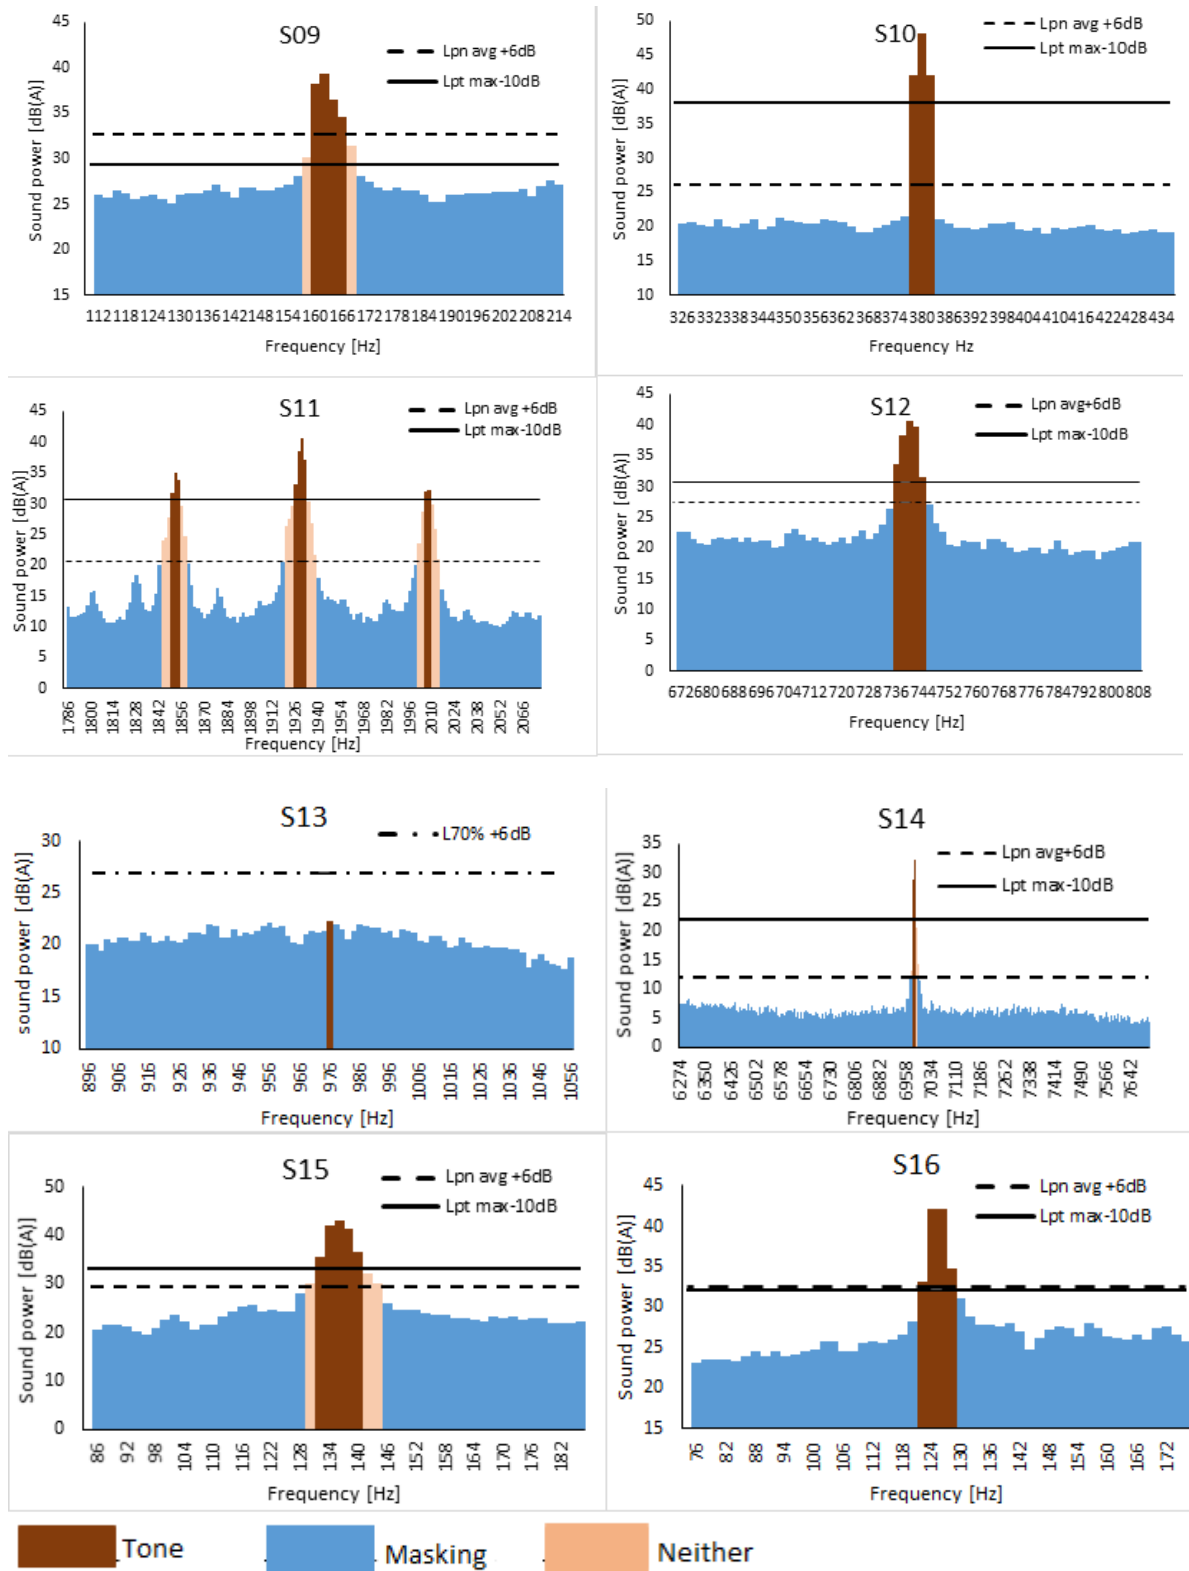 S09
Lpn avg +6dB
Lpt max-10dB
Sound power [dB(A)]
45
40
35
30
25
20
15
112118124130136142148154160166172178184190196202208214
Frequency [Hz]
S10
Lpn avg +6dB
Lpt max-10dB
Sound power [dB(A)]
50
45
40
35
30
25
20
15
10
326332338344350356362368374380386392398404410416422428434
Frequency Hz
S11
Lpn avg +6dB
Lpt max-10dB
Sound power [dB(A)]
45
40
35
30
25
20
15
10
5
0
1786 1800 1814 1828 1842 1856 1870 1884 1898 1912 1926 1940 1954 1968 1982 1996 2010 2024 2038 2052 2066
Frequency [Hz]
S12
Lpn avg+6dB
Lpt max-10dB
Sound power [dB(A)]
45
40
35
30
25
20
15
10
5
0
672680688696704712720728736744752760768776784792800808
Frequency [Hz]
S13
L70% +6dB
sound power [dB(A)]
30
25
20
15
10
896 906 916 926 936 946 956 966 976 986 996 1006 1016 1026 1036 1046 1056
Frequency [Hz]
S14
Lpn avg+6dB
Lpt max-10dB
Sound power [dB(A)]
35
30
25
20
15
10
5
0
6274 6350 6426 6502 6578 6654 6730 6806 6882 6958 7034 7110 7186 7262 7338 7414 7490 7566 7642
Frequency [Hz]
S15
Lpn avg +6dB
Lpt max-10dB
Sound power [dB(A)]
50
40
30
20
10
0
86 92 98 104 110 116 122 128 134 140 146 152 158 164 170 176 182
Frequency [Hz]
S16
Lpn avg +6dB
Lpt max-10dB
Sound power [dB(A)]
45
40
35
30
25
20
15
76 82 88 94 100 106 112 118 124 130 136 142 148 154 160 166 172
Frequency [Hz]
Tone
Masking
Neither